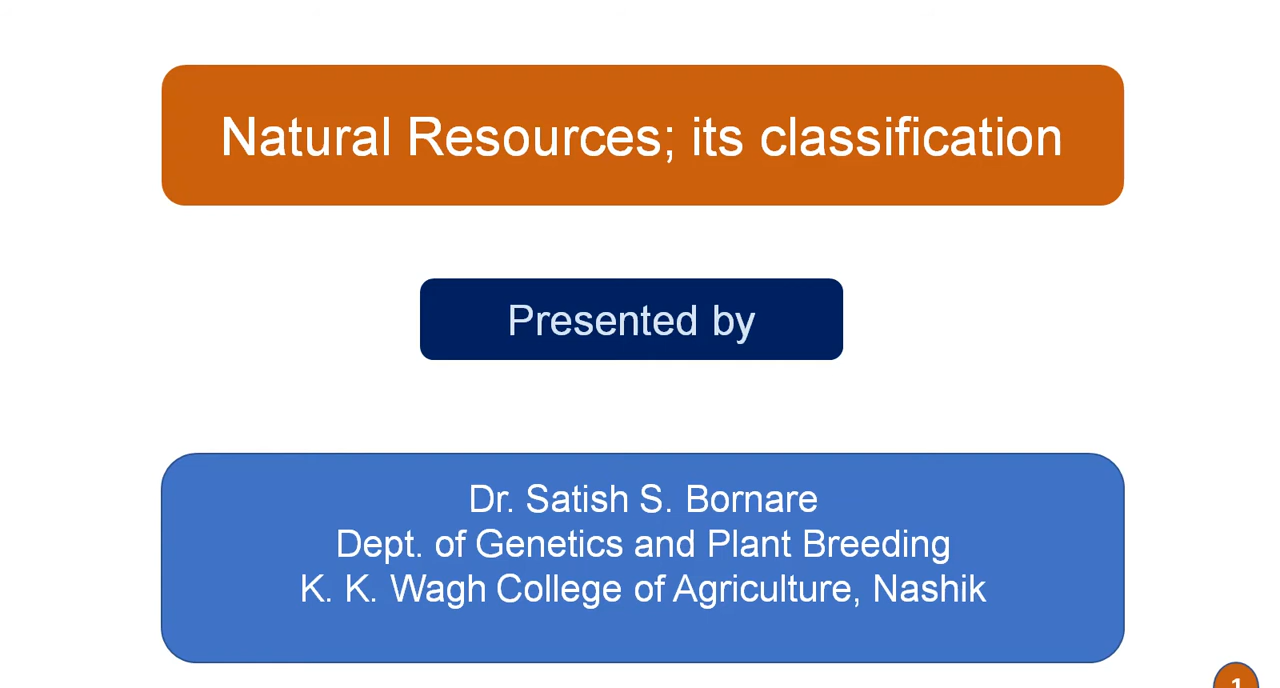 Natural Resources; its classification
Presented by
Dr. Satish S. Bornare
Dept. of Genetics and Plant Breeding
K. K. Wagh College of Agriculture, Nashik
1